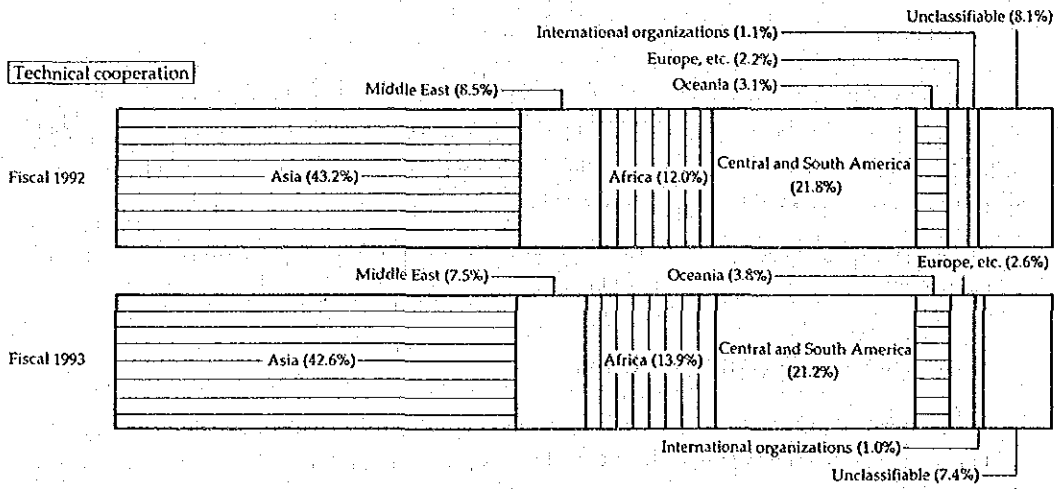 Unclassifiable (8.1%)
International organizations (1.1%)
Europe, etc. (2.2%)
Technical cooperation
Middle East (8.5%)
Oceania (3.1%)
Fiscal 1992
Asia (43.2%)
Africa (12.0%)
Central and South America
(21.8%)
Europe, etc. (2.6%)
Middle East (7.5%)
Oceania (3.8%)
Fiscal 1993
Asia (42.6%)
Africa (13.9%)
Central and South America
(21.2%)
International organizations (1.0%)
Unclassifiable (7.4%)